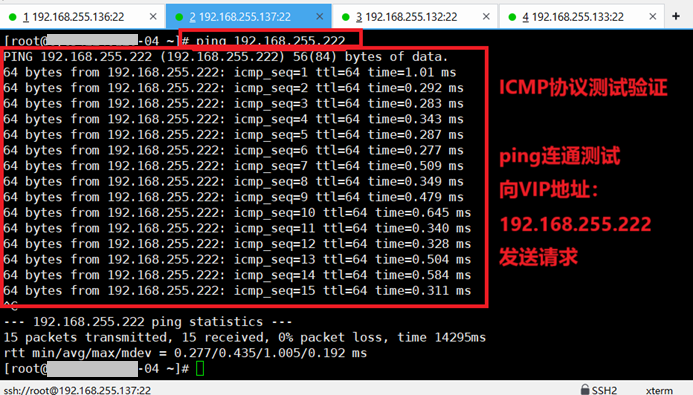 1 192.168.255.136:22
2 192.168.255.137:22
3 192.168.255.132:22
4 192.168.255.133:22
[root@ -04 ~]# ping 192.168.255.222
PING 192.168.255.222 (192.168.255.222) 56(84) bytes of data.
64 bytes from 192.168.255.222: icmp_seq=1 ttl=64 time=1.01 ms
64 bytes from 192.168.255.222: icmp_seq=2 ttl=64 time=0.292 ms
64 bytes from 192.168.255.222: icmp_seq=3 ttl=64 time=0.283 ms
64 bytes from 192.168.255.222: icmp_seq=4 ttl=64 time=0.343 ms
64 bytes from 192.168.255.222: icmp_seq=5 ttl=64 time=0.287 ms
64 bytes from 192.168.255.222: icmp_seq=6 ttl=64 time=0.277 ms
64 bytes from 192.168.255.222: icmp_seq=7 ttl=64 time=0.509 ms
64 bytes from 192.168.255.222: icmp_seq=8 ttl=64 time=0.349 ms
64 bytes from 192.168.255.222: icmp_seq=9 ttl=64 time=0.479 ms
64 bytes from 192.168.255.222: icmp_seq=10 ttl=64 time=0.645 ms
64 bytes from 192.168.255.222: icmp_seq=11 ttl=64 time=0.340 ms
64 bytes from 192.168.255.222: icmp_seq=12 ttl=64 time=0.328 ms
64 bytes from 192.168.255.222: icmp_seq=13 ttl=64 time=0.504 ms
64 bytes from 192.168.255.222: icmp_seq=14 ttl=64 time=0.584 ms
64 bytes from 192.168.255.222: icmp_seq=15 ttl=64 time=0.311 ms
^C
--- 192.168.255.222 ping statistics ---
15 packets transmitted, 15 received, 0% packet loss, time 14295ms
rtt min/avg/max/mdev = 0.277/0.435/1.005/0.192 ms
[root@ -04 ~]#
ICMP协议测试验证
ping连通测试
向VIP地址：
192.168.255.222
发送请求
ssh://root@192.168.255.137:22
SSH2
xterm